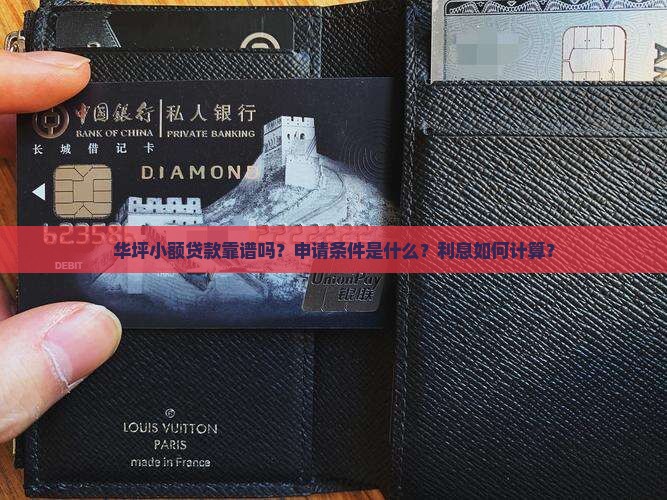 中国银行 私人银行
BANK OF CHINA PRIVATE BANKING
长城借记卡
DIAMOND
62358
华坪小额贷款靠谱吗？申请条件是什么？利息如何计算？
DEBIT
UnionPay
银联
LOUIS VUITTON
PARIS
made in France